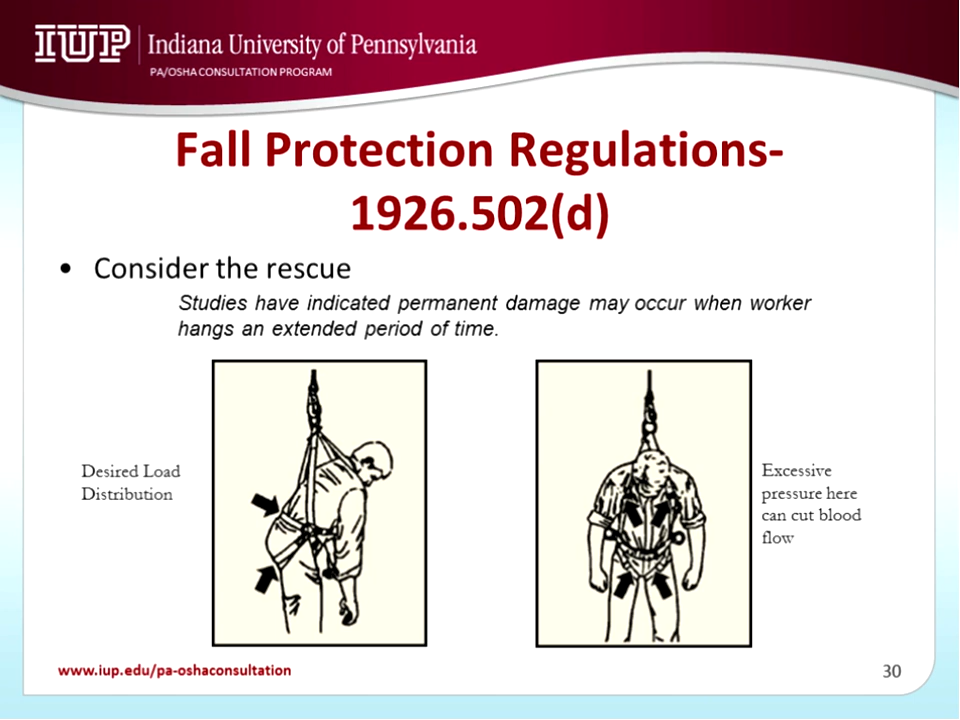 IUP
Indiana University of Pennsylvania
PA/OSHA CONSULTATION PROGRAM
Fall Protection Regulations-
1926.502(d)
• Consider the rescue
Studies have indicated permanent damage may occur when worker
hangs an extended period of time.
Desired Load
Distribution
Excessive
pressure here
can cut blood
flow
www.iup.edu/pa-oshaconsultation
30